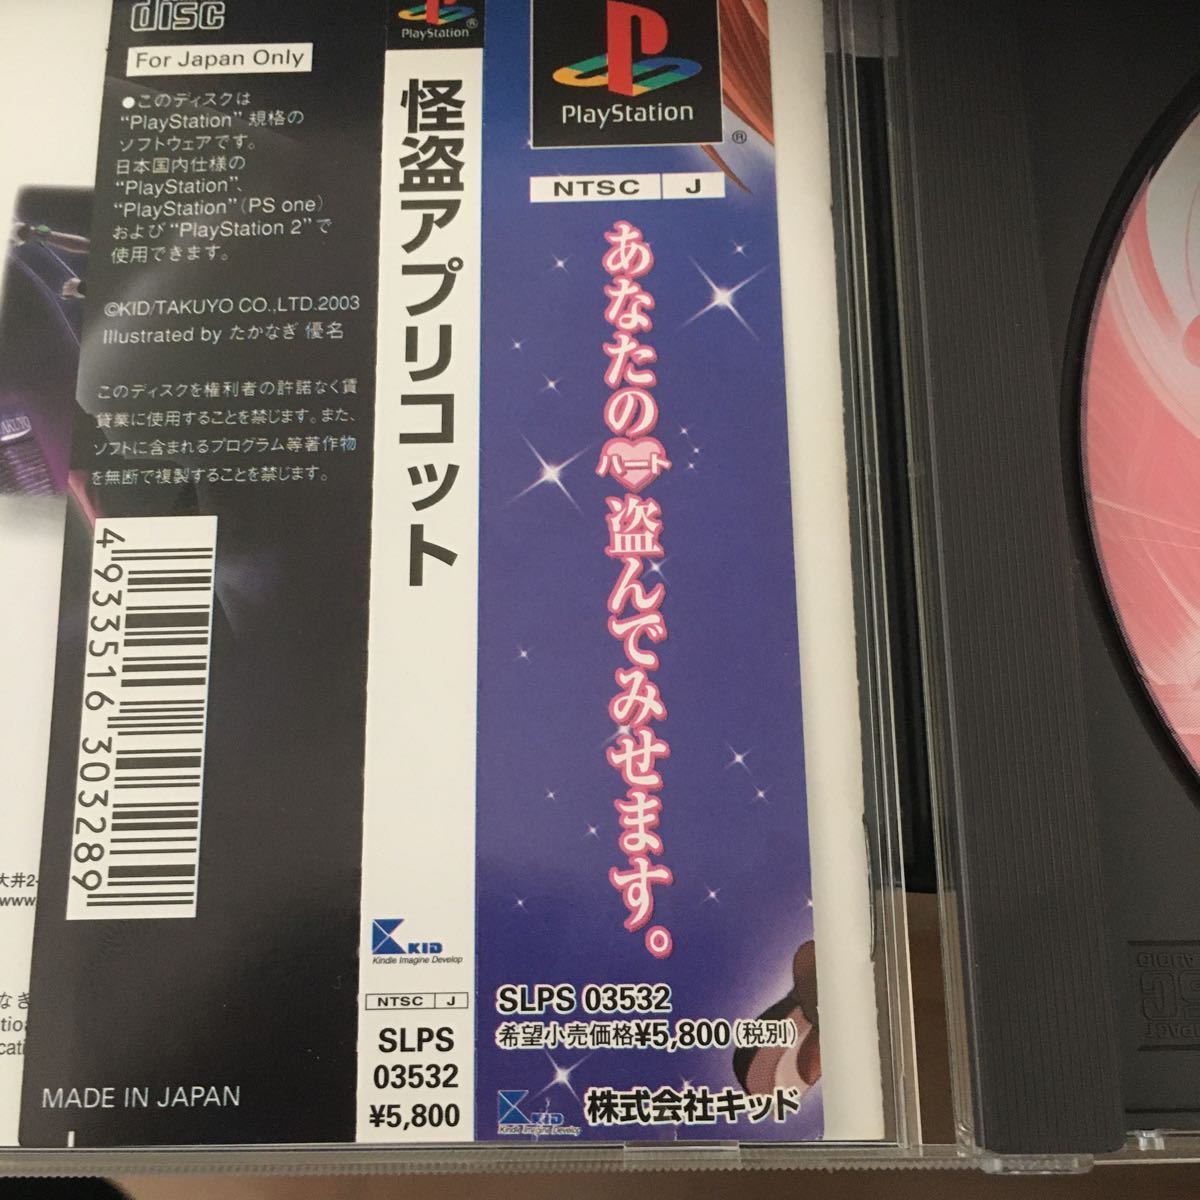 disc
For Japan Only
●このディスクは
“PlayStation” 規格の
ソフトウェアです。
日本国内仕様の
“PlayStation”、
“PlayStation”(PS one)
および “PlayStation 2” で
使用できます。
©KID/TAKUYO CO.,LTD.2003
Illustrated by たかなぎ 優名
このディスクを権利者の許諾なく賃
貸業に使用することを禁じます。また、
ソフトに含まれるプログラム等著作物
を無断で複製することを禁じます。
4 933516 303289
MADE IN JAPAN
PlayStation®
怪盗アプリコット
KID
Kindle Imagine Develop
NTSC J
SLPS
03532
¥5,800
PlayStation
®
NTSC J
あなたのハート盗んでみせます。
SLPS 03532
希望小売価格¥5,800(税別)
KID
Kindle Imagine Develop
株式会社キッド
大井2-
www.